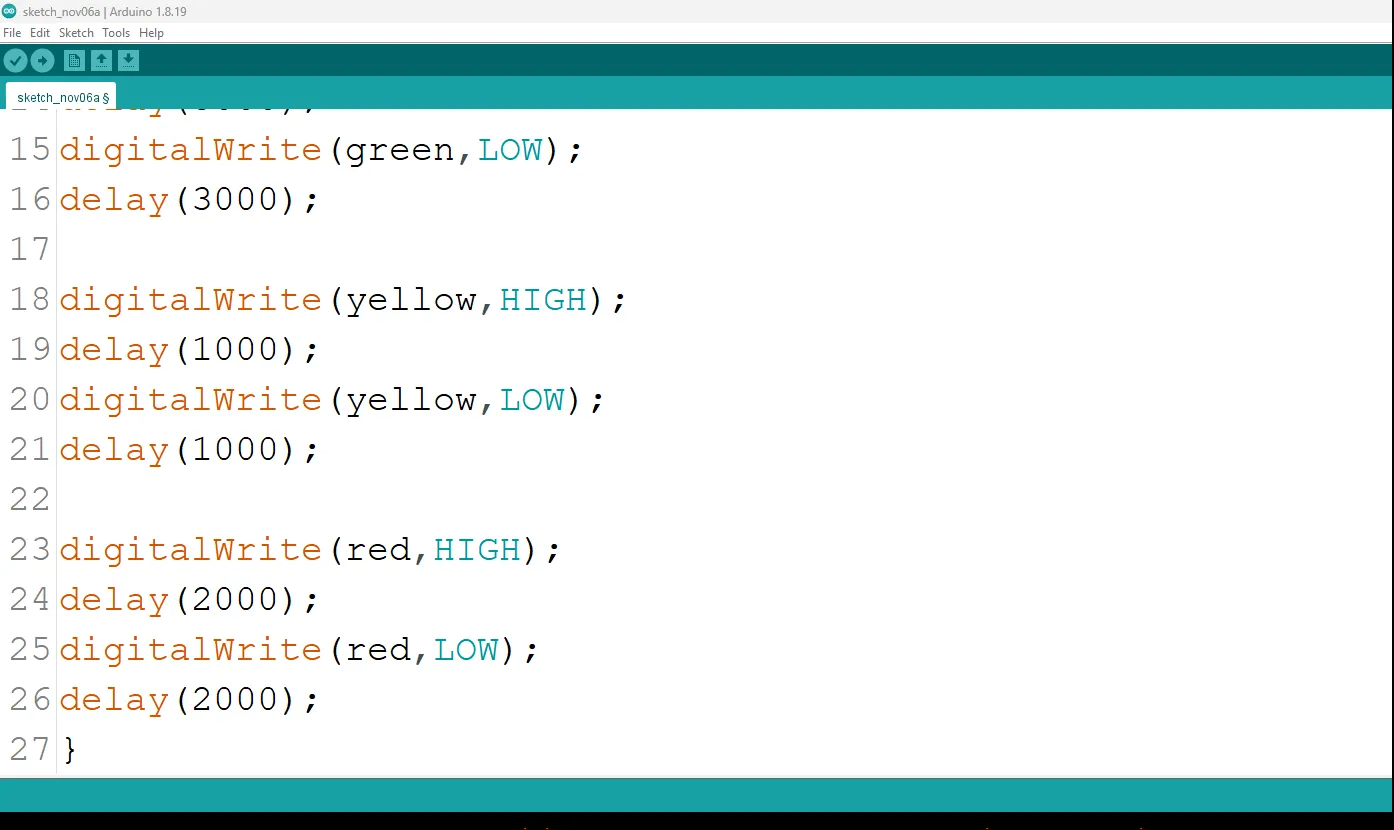 sketch_nov06a | Arduino 1.8.19
File Edit Sketch Tools Help
sketch_nov06a §
15 digitalWrite(green,LOW);
16 delay(3000);
17
18 digitalWrite(yellow,HIGH);
19 delay(1000);
20 digitalWrite(yellow,LOW);
21 delay(1000);
22
23 digitalWrite(red,HIGH);
24 delay(2000);
25 digitalWrite(red,LOW);
26 delay(2000);
27 }